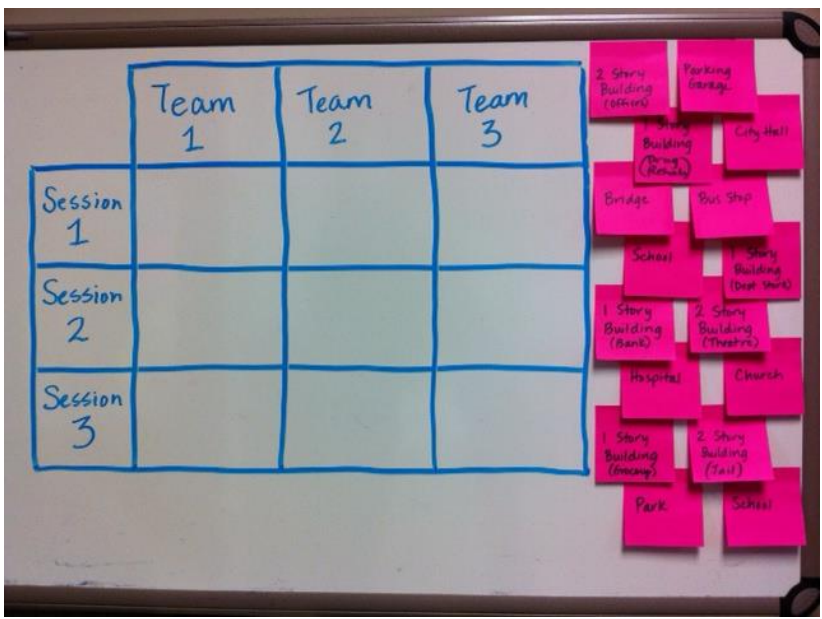 Team
1
Team
2
Team
3
Session
1
Session
2
Session
3
2 Story
Building
(Office)
Parking
Garage
1 Story
Building
City Hall
Bridge
Bus Stop
School
1 Story
Building
(Dept Store)
1 Story
Building
(Bank)
2 Story
Building
(Theatre)
Hospital
Church
1 Story
Building
(Grocery)
2 Story
Building
(Jail)
Park
School